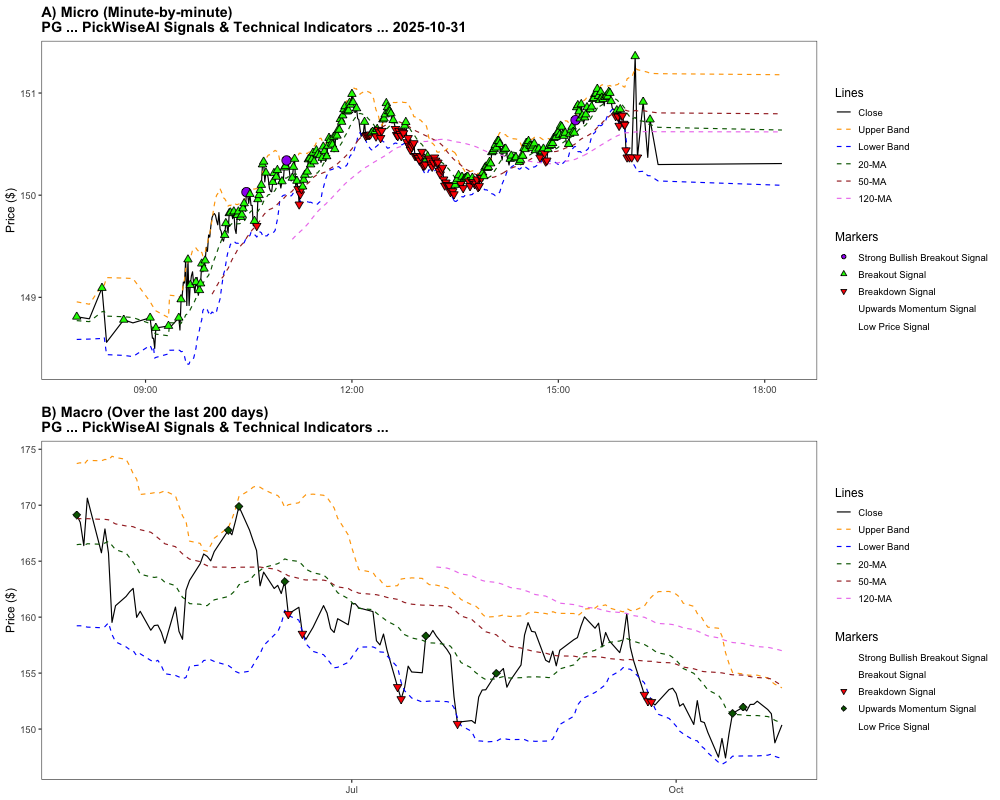 A) Micro (Minute-by-minute)
PG ... PickWiseAI Signals & Technical Indicators ... 2025-10-31
Price ($)
151
150
149
09:00
12:00
15:00
18:00
Lines
Close
Upper Band
Lower Band
20-MA
50-MA
120-MA
Markers
Strong Bullish Breakout Signal
Breakout Signal
Breakdown Signal
Upwards Momentum Signal
Low Price Signal
B) Macro (Over the last 200 days)
PG ... PickWiseAI Signals & Technical Indicators ...
Price ($)
175
170
165
160
155
150
Jul
Oct
Lines
Close
Upper Band
Lower Band
20-MA
50-MA
120-MA
Markers
Strong Bullish Breakout Signal
Breakout Signal
Breakdown Signal
Upwards Momentum Signal
Low Price Signal